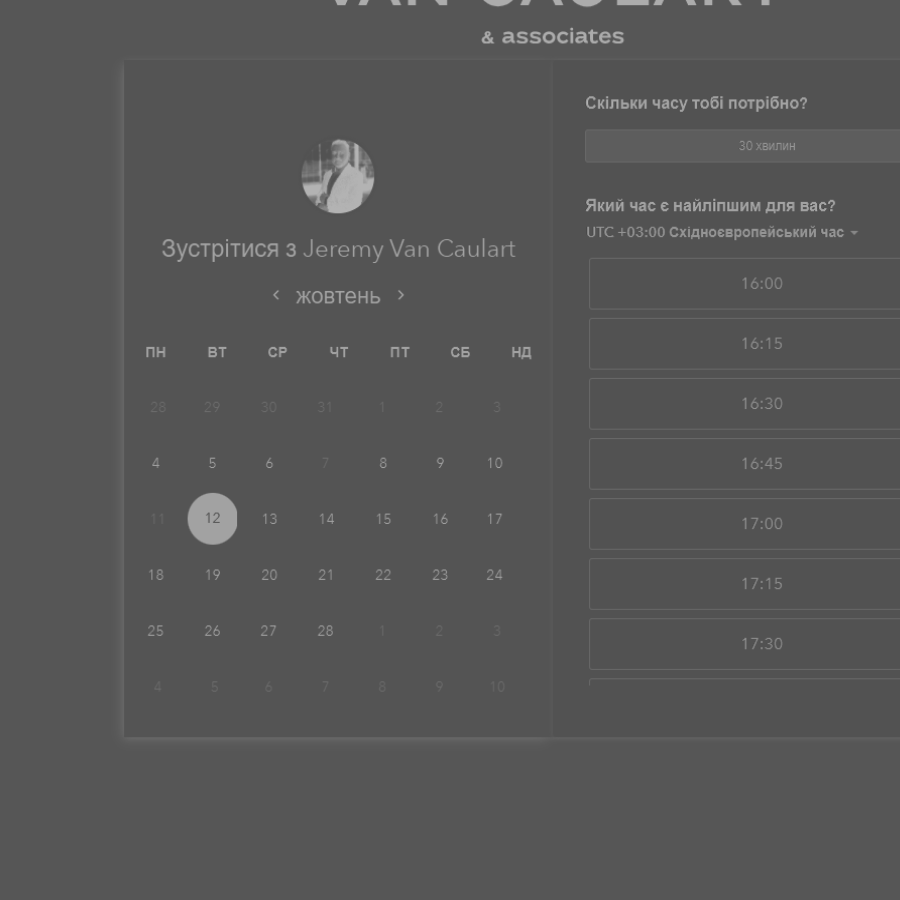 VAN CAULART
& associates
Зустрітися з Jeremy Van Caulart
жовтень
ПН ВТ СР ЧТ ПТ СБ НД
28 29 30 31 1 2 3
4 5 6 7 8 9 10
11 12 13 14 15 16 17
18 19 20 21 22 23 24
25 26 27 28 1 2 3
4 5 6 7 8 9 10
Скільки часу тобі потрібно?
30 хвилин
Який час є найліпшим для вас?
UTC +03:00 Східноєвропейський час
16:00
16:15
16:30
16:45
17:00
17:15
17:30